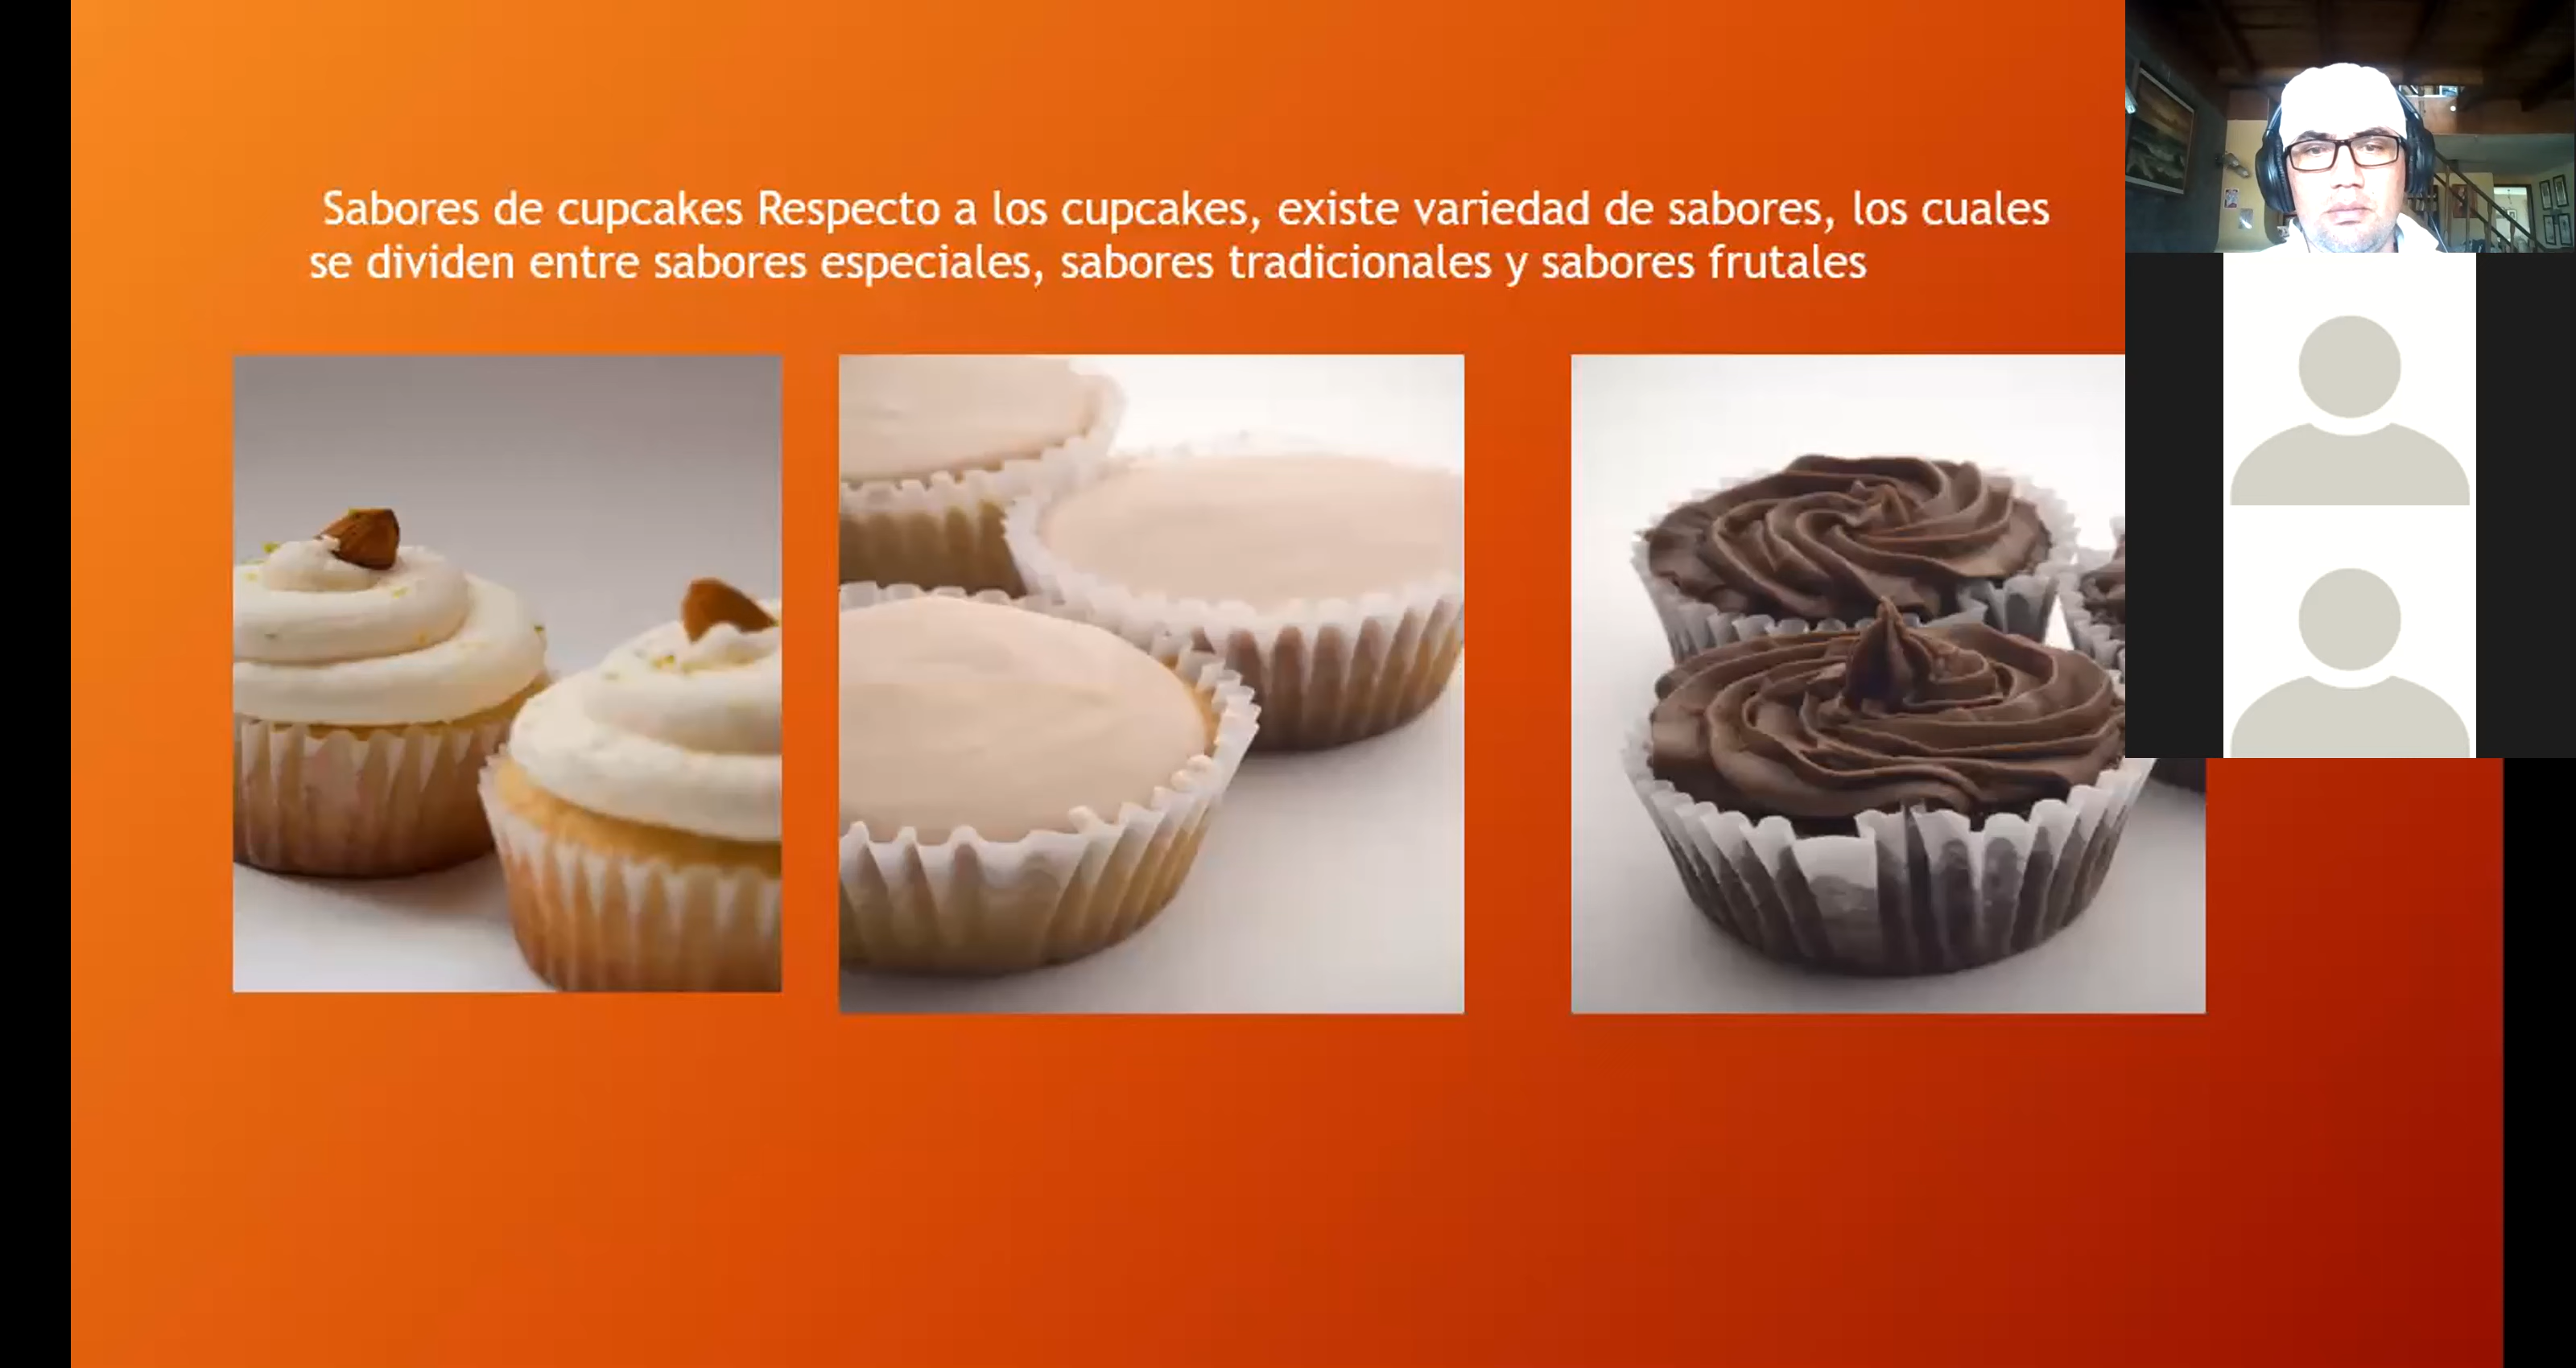 Sabores de cupcakes Respecto a los cupcakes, existe variedad de sabores, los cuales
se dividen entre sabores especiales, sabores tradicionales y sabores frutales